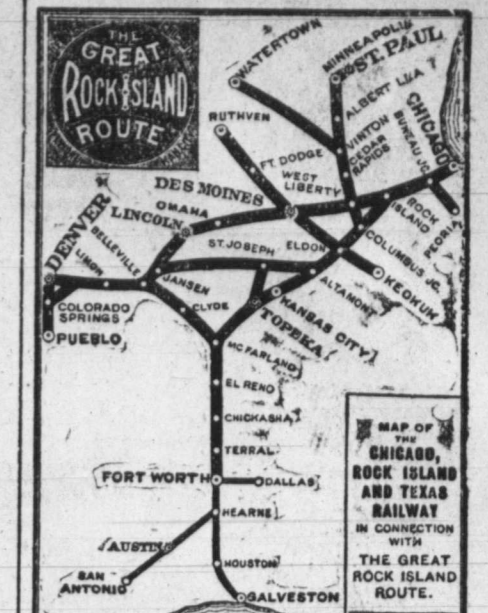 THE
GREAT
ROCK ISLAND
ROUTE
WATERTOWN
MINNEAPOLIS
ST. PAUL
ALBERT LEA
RUTHVEN
CHICAGO
BUREAU JC.
VINTON
CEDAR
RAPIDS
FT. DODGE
WEST
LIBERTY
DES MOINES
OMAHA
LINCOLN
ROCK
ISLAND
PEORIA
DENVER
LIMON
BELLEVILLE
ST. JOSEPH
ELDON
COLUMBUS JC.
KEOKUK
JANSEN
ALTAMONT
CLYDE
KANSAS CITY
TOPEKA
COLORADO
SPRINGS
PUEBLO
MCFARLAND
EL RENO
CHICKASHA
TERRAL
FORT WORTH
DALLAS
HEARNE
AUSTIN
HOUSTON
SAN
ANTONIO
GALVESTON
MAP OF
THE
CHICAGO,
ROCK ISLAND
AND TEXAS
RAILWAY
IN CONNECTION
WITH
THE GREAT
ROCK ISLAND
ROUTE.